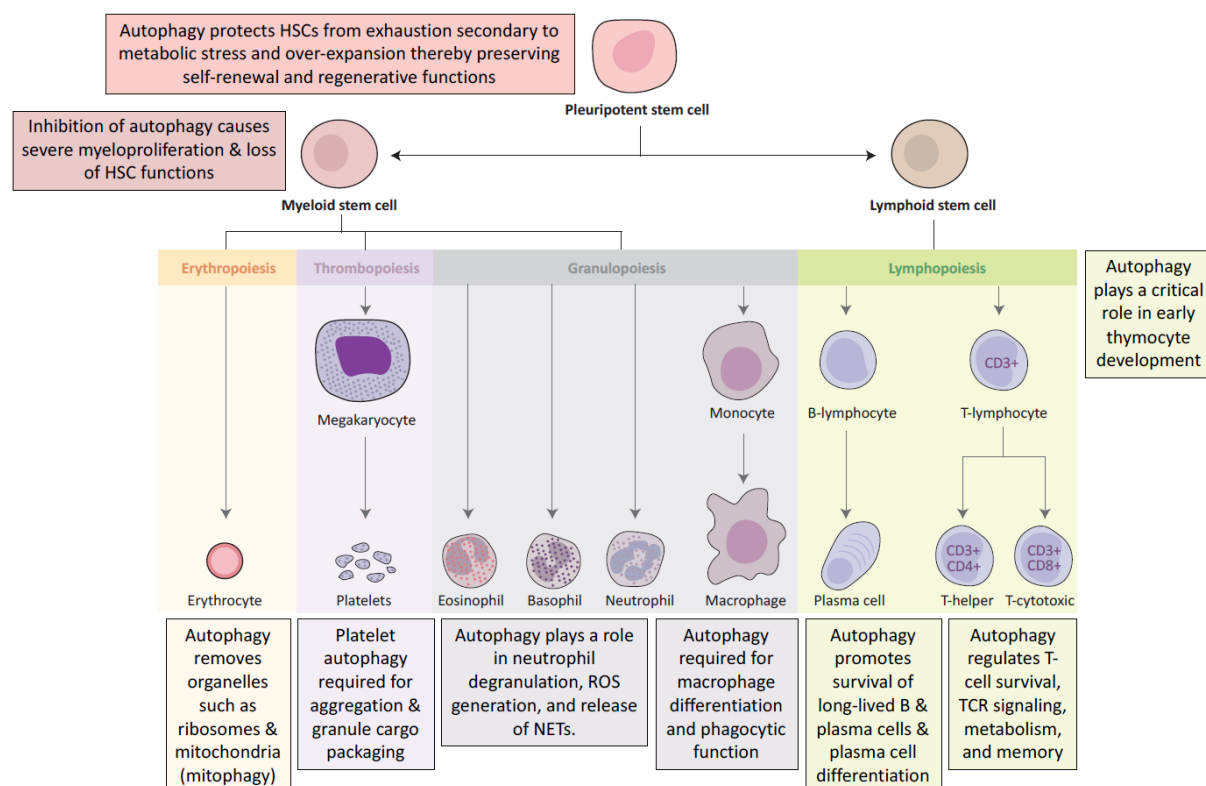 Autophagy protects HSCs from exhaustion secondary to
metabolic stress and over-expansion thereby preserving
self-renewal and regenerative functions
Pleuripotent stem cell
Inhibition of autophagy causes
severe myeloproliferation & loss
of HSC functions
Myeloid stem cell
Lymphoid stem cell
Erythropoiesis
Thrombopoiesis
Granulopoiesis
Lymphopoiesis
Autophagy
plays a critical
role in early
thymocyte
development
CD3+
Megakaryocyte
Monocyte
B-lymphocyte
T-lymphocyte
CD3+
CD4+
CD3+
CD8+
Erythrocyte
Platelets
Eosinophil
Basophil
Neutrophil
Macrophage
Plasma cell
T-helper
T-cytotoxic
Autophagy
removes
organelles
such as
ribosomes &
mitochondria
(mitophagy)
Platelet
autophagy
required for
aggregation &
granule cargo
packaging
Autophagy plays a role
in neutrophil
degranulation, ROS
generation, and release
of NETs.
Autophagy
required for
macrophage
differentiation
and phagocytic
function
Autophagy
promotes
survival of
long-lived B &
plasma cells &
plasma cell
differentiation
Autophagy
regulates T-
cell survival,
TCR signaling,
metabolism,
and memory